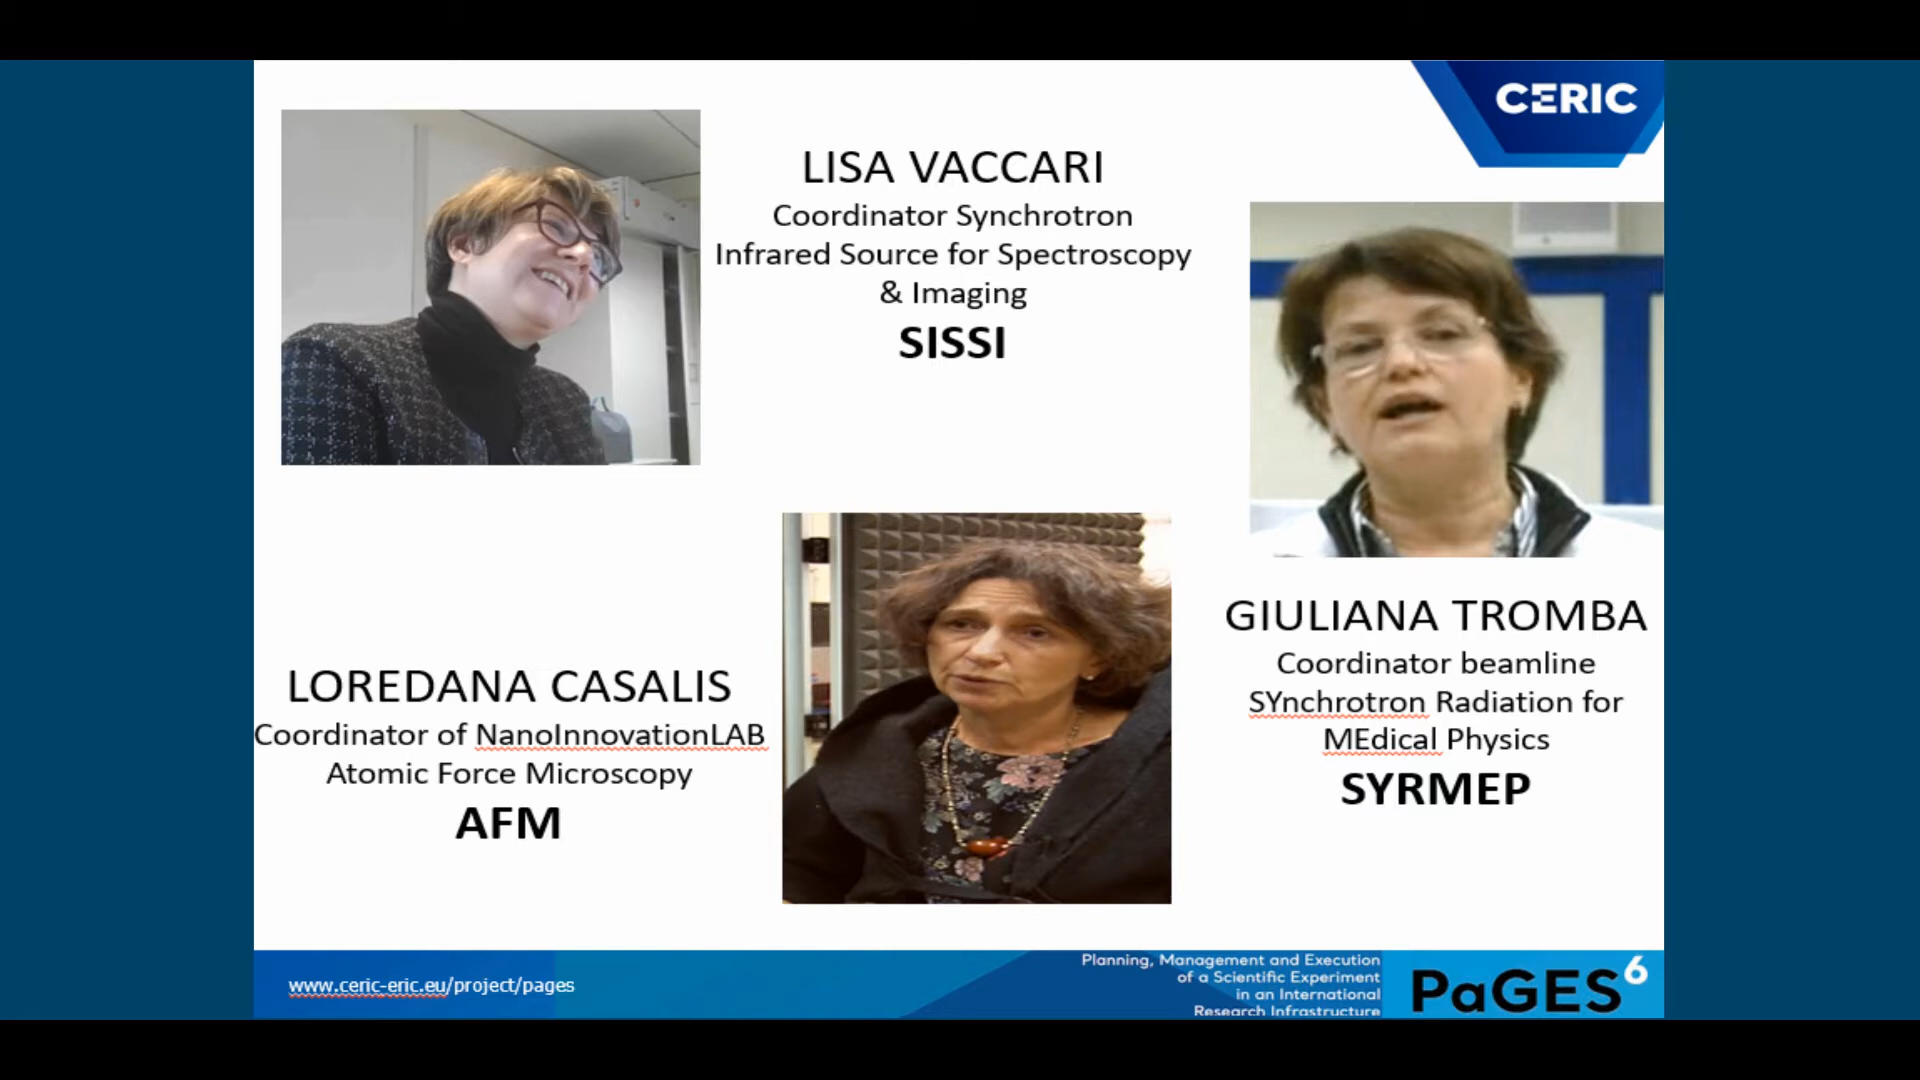 CERIC
LISA VACCARI
Coordinator Synchrotron
Infrared Source for Spectroscopy
& Imaging
SISSI
GIULIANA TROMBA
Coordinator beamline
SYnchrotron Radiation for
MEdical Physics
SYRMEP
LOREDANA CASALIS
Coordinator of NanoInnovationLAB
Atomic Force Microscopy
AFM
www.ceric-eric.eu/project/pages
Planning, Management and Execution
of a Scientific Experiment
in an International
Research Infrastructure
PaGES6